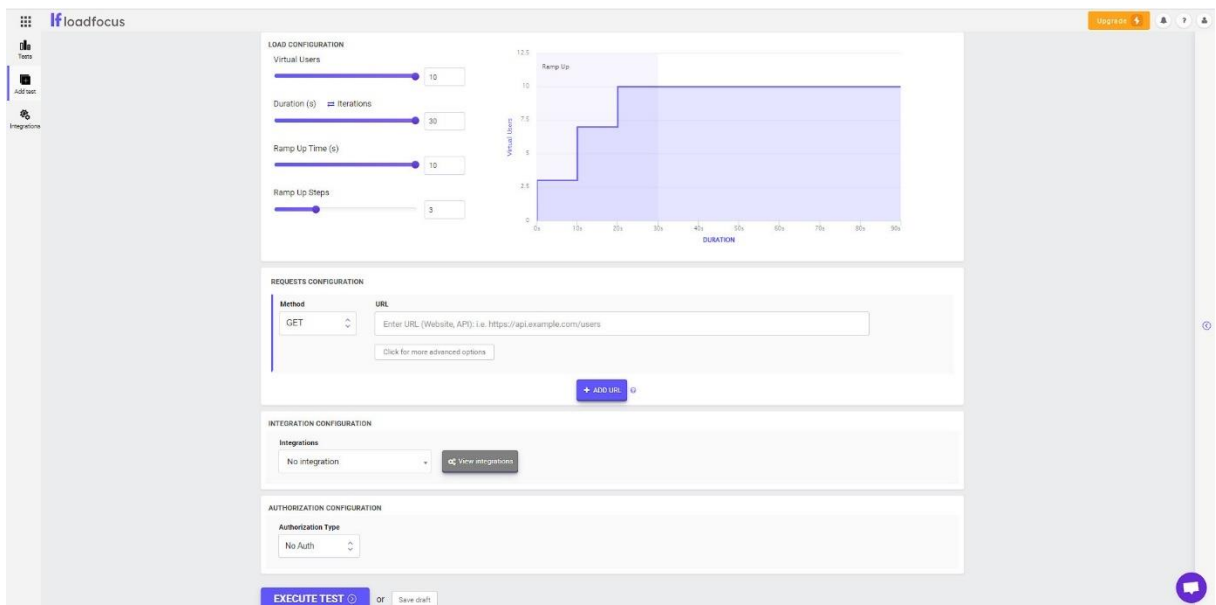 loadfocus
Upgrade
Tests
Add test
Integrations
LOAD CONFIGURATION
Virtual Users
10
Duration (s) Iterations
30
Ramp Up Time (s)
10
Ramp Up Steps
3
12.5
Ramp Up
10
7.5
5
2.5
0
Virtual Users
0s 10s 20s 30s 40s 50s 60s 70s 80s 90s
DURATION
REQUESTS CONFIGURATION
Method URL
GET Enter URL (Website, API): i.e. https://api.example.com/users
Click for more advanced options
+ ADD URL
INTEGRATION CONFIGURATION
Integrations
No integration View integrations
AUTHORIZATION CONFIGURATION
Authorization Type
No Auth
EXECUTE TEST or Save draft